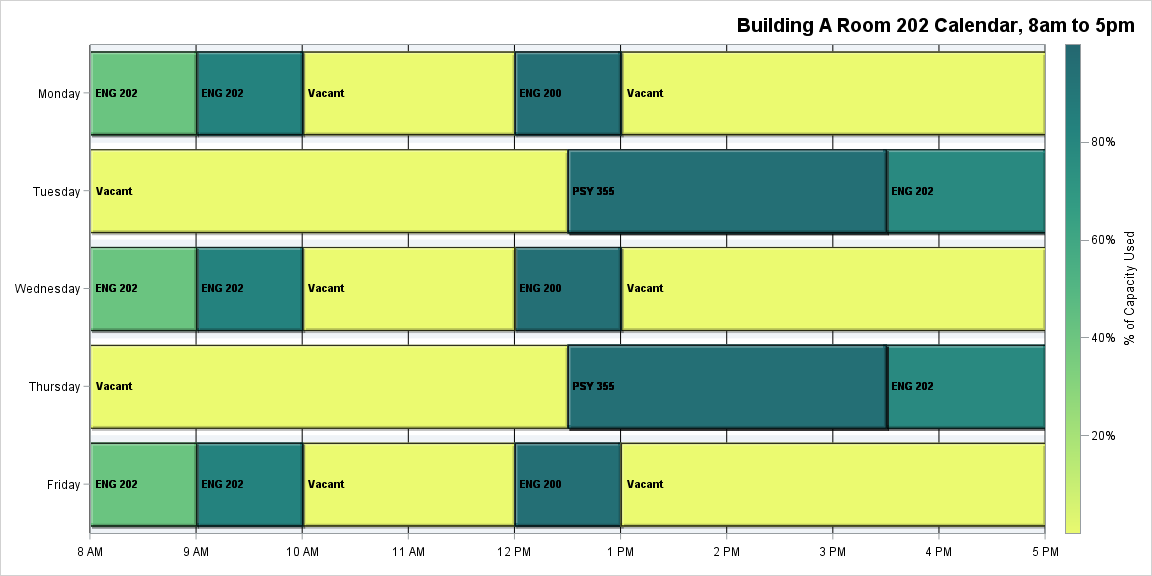 Building A Room 202 Calendar, 8am to 5pm
Monday
ENG 202
ENG 202
Vacant
ENG 200
Vacant
Tuesday
Vacant
PSY 355
ENG 202
Wednesday
ENG 202
ENG 202
Vacant
ENG 200
Vacant
Thursday
Vacant
PSY 355
ENG 202
Friday
ENG 202
ENG 202
Vacant
ENG 200
Vacant
8 AM
9 AM
10 AM
11 AM
12 PM
1 PM
2 PM
3 PM
4 PM
5 PM
80%
60%
40%
20%
% of Capacity Used